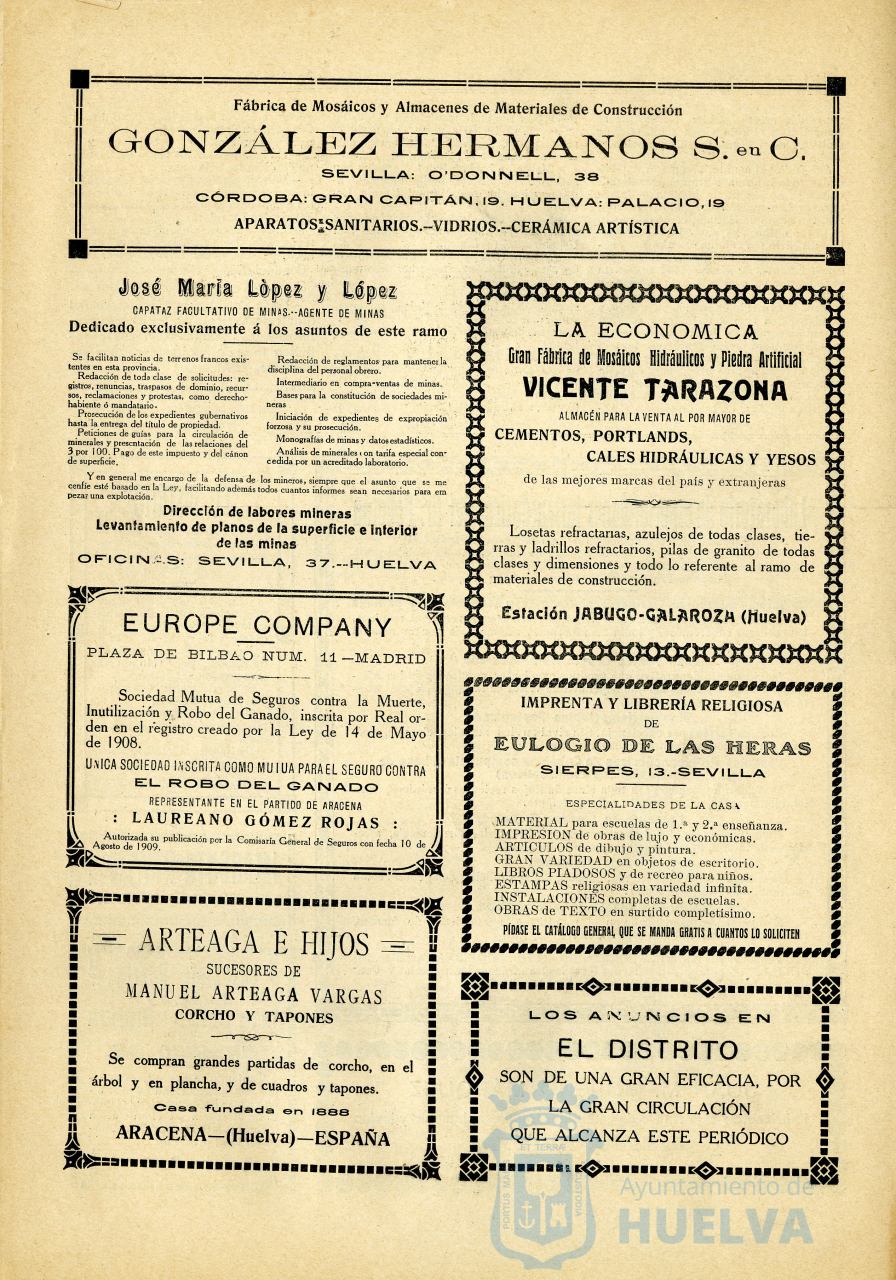 Fábrica de Mosáicos y Almacenes de Materiales de Construcción
GONZÁLEZ HERMANOS S. en C.
SEVILLA: O'DONNELL, 38
CÓRDOBA: GRAN CAPITÁN, 19. HUELVA: PALACIO, 19
APARATOS SANITARIOS.--VIDRIOS.--CERÁMICA ARTÍSTICA
José María Lòpez y López
CAPATAZ FACULTATIVO DE MINAS.--AGENTE DE MINAS
Dedicado exclusivamente á los asuntos de este ramo
Se facilitan noticias de terrenos francos exis-
tentes en esta provincia.
Redacción de toda clase de solicitudes: re-
gistros, renuncias, traspasos de dominio, recur-
sos, reclamaciones y protestas, como derecho-
habiente ó mandatario.
Prosecución de los expedientes gubernativos
hasta la entrega del título de propiedad.
Peticiones de guías para la circulación de
minerales y presentación de las relaciones del
3 por 100. Pago de este impuesto y del cánon
de superficie.
Redacción de reglamentos para mantener la
disciplina del personal obrero.
Intermediario en compra-ventas de minas.
Bases para la constitución de sociedades mi-
neras
Iniciación de expedientes de expropiación
forzosa y su prosecución.
Monografías de minas y datos estadísticos.
Análisis de minerales con tarifa especial con-
cedida por un acreditado laboratorio.
Y en general me encargo de la defensa de los mineros, siempre que el asunto que se me
confíe esté basado en la Ley, facilitando además todos cuantos informes sean necesarios para em
pezar una explotación.
Dirección de labores mineras
Levantamiento de planos de la superficie e interior
de las minas
OFICINAS: SEVILLA, 37.--HUELVA
LA ECONOMICA
Gran Fábrica de Mosáicos Hidráulicos y Piedra Artificial
VICENTE TARAZONA
ALMACÉN PARA LA VENTA AL POR MAYOR DE
CEMENTOS, PORTLANDS,
CALES HIDRÁULICAS Y YESOS
de las mejores marcas del país y extranjeras
Losetas refractarias, azulejos de todas clases, tie-
rras y ladrillos refractarios, pilas de granito de todas
clases y dimensiones y todo lo referente al ramo de
materiales de construcción.
Estación JABUGO-GALAROZA (Huelva)
EUROPE COMPANY
PLAZA DE BILBAO NUM. 11—MADRID
Sociedad Mutua de Seguros contra la Muerte,
Inutilización y Robo del Ganado, inscrita por Real or-
den en el registro creado por la Ley de 14 de Mayo
de 1908.
UNICA SOCIEDAD INSCRITA COMO MUTUA PARA EL SEGURO CONTRA
EL ROBO DEL GANADO
REPRESENTANTE EN EL PARTIDO DE ARACENA
: LAUREANO GÓMEZ ROJAS :
Autorizada su publicación por la Comisaría General de Seguros con fecha 10 de
Agosto de 1909.
IMPRENTA Y LIBRERÍA RELIGIOSA
DE
EULOGIO DE LAS HERAS
SIERPES, 13.-SEVILLA
ESPECIALIDADES DE LA CASA
MATERIAL para escuelas de 1.ª y 2.ª enseñanza.
IMPRESION de obras de lujo y económicas.
ARTICULOS de dibujo y pintura.
GRAN VARIEDAD en objetos de escritorio.
LIBROS PIADOSOS y de recreo para niños.
ESTAMPAS religiosas en variedad infinita.
INSTALACIONES completas de escuelas.
OBRAS de TEXTO en surtido completísimo.
PÍDASE EL CATÁLOGO GENERAL, QUE SE MANDA GRATIS A CUANTOS LO SOLICITEN
ARTEAGA E HIJOS
SUCESORES DE
MANUEL ARTEAGA VARGAS
CORCHO Y TAPONES
Se compran grandes partidas de corcho, en el
árbol y en plancha, y de cuadros y tapones.
Casa fundada en 1888
ARACENA—(Huelva)—ESPAÑA
LOS ANUNCIOS EN
EL DISTRITO
SON DE UNA GRAN EFICACIA, POR
LA GRAN CIRCULACIÓN
QUE ALCANZA ESTE PERIÓDICO
PORTUS MARIS ET TERRAE CUSTODIA
Ayuntamiento de
HUELVA